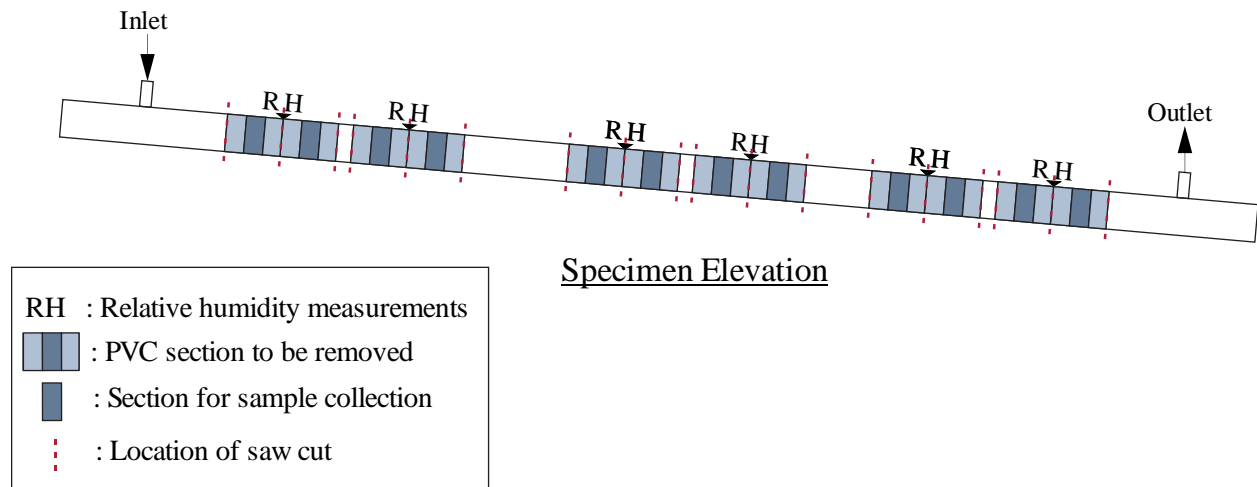 Inlet
RH
RH
RH
RH
RH
RH
Outlet
Specimen Elevation
RH : Relative humidity measurements
: PVC section to be removed
: Section for sample collection
: Location of saw cut